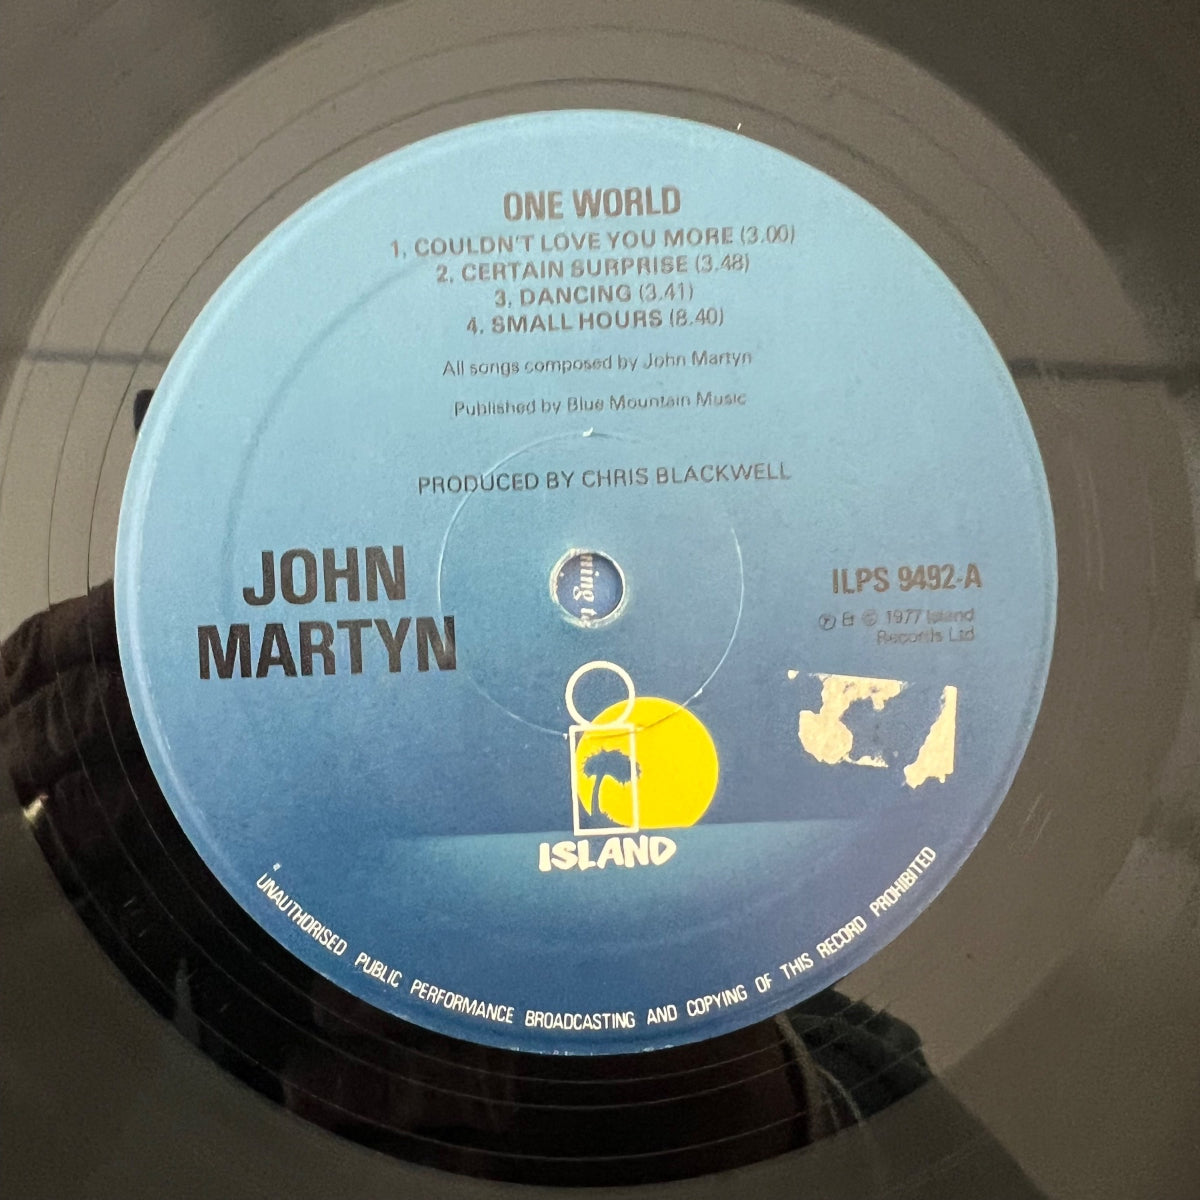 ONE WORLD
1. COULDN'T LOVE YOU MORE (3.00)
2. CERTAIN SURPRISE (3.48)
3. DANCING (3.41)
4. SMALL HOURS (8.40)
All songs composed by John Martyn
Published by Blue Mountain Music
PRODUCED BY CHRIS BLACKWELL
JOHN
MARTYN
ILPS 9492-A
℗ & © 1977 Island
Records Ltd
ISLAND
UNAUTHORISED PUBLIC PERFORMANCE BROADCASTING AND COPYING OF THIS RECORD PROHIBITED